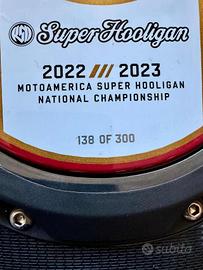 RSD Super Hooligan
2022 /// 2023
MOTOAMERICA SUPER HOOLIGAN
NATIONAL CHAMPIONSHIP
138 OF 300
subito